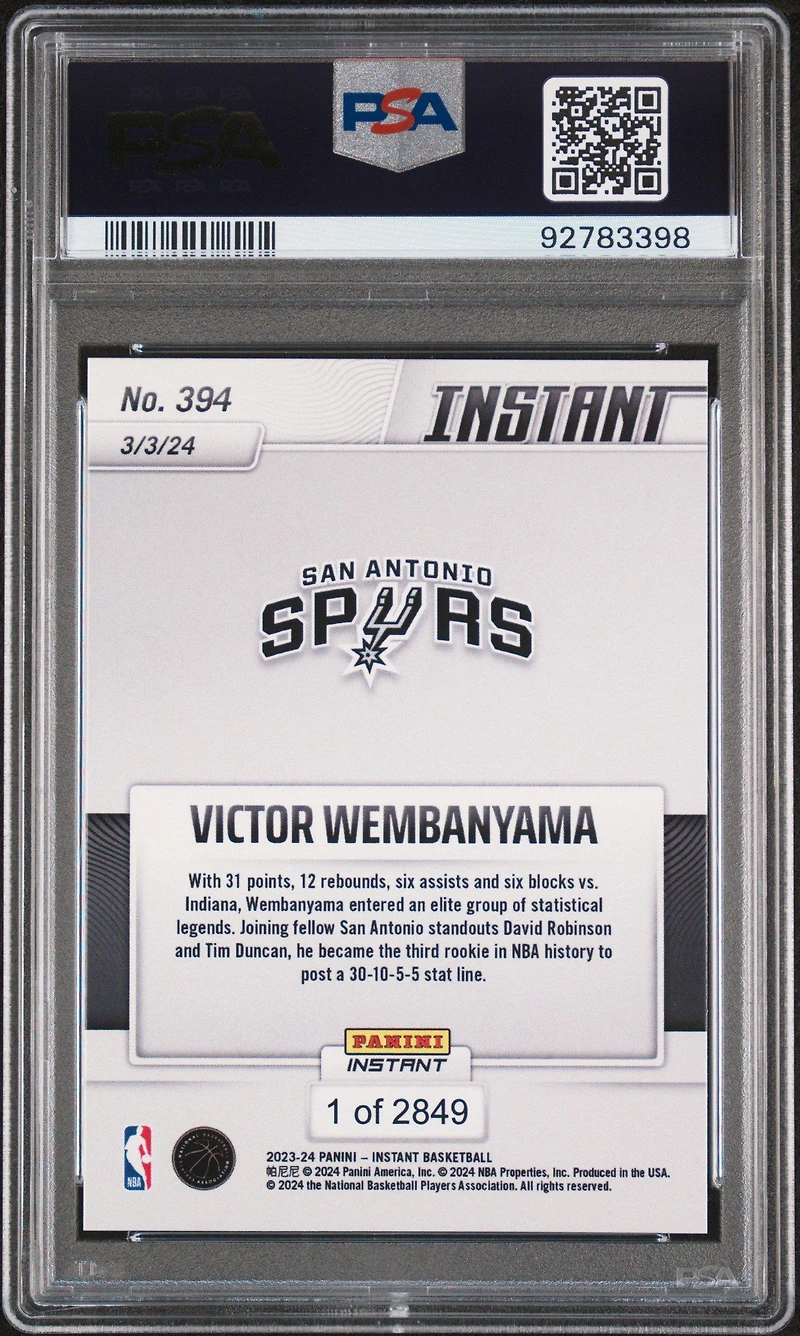 PSA
PSA
92783398
No. 394
INSTANT
3/3/24
SAN ANTONIO
SPURS
VICTOR WEMBANYAMA
With 31 points, 12 rebounds, six assists and six blocks vs.
Indiana, Wembanyama entered an elite group of statistical
legends. Joining fellow San Antonio standouts David Robinson
and Tim Duncan, he became the third rookie in NBA history to
post a 30-10-5-5 stat line.
PANINI
INSTANT
1 of 2849
NBA
2023-24 PANINI – INSTANT BASKETBALL
帕尼尼 © 2024 Panini America, Inc. © 2024 NBA Properties, Inc. Produced in the USA.
© 2024 the National Basketball Players Association. All rights reserved.
PSA